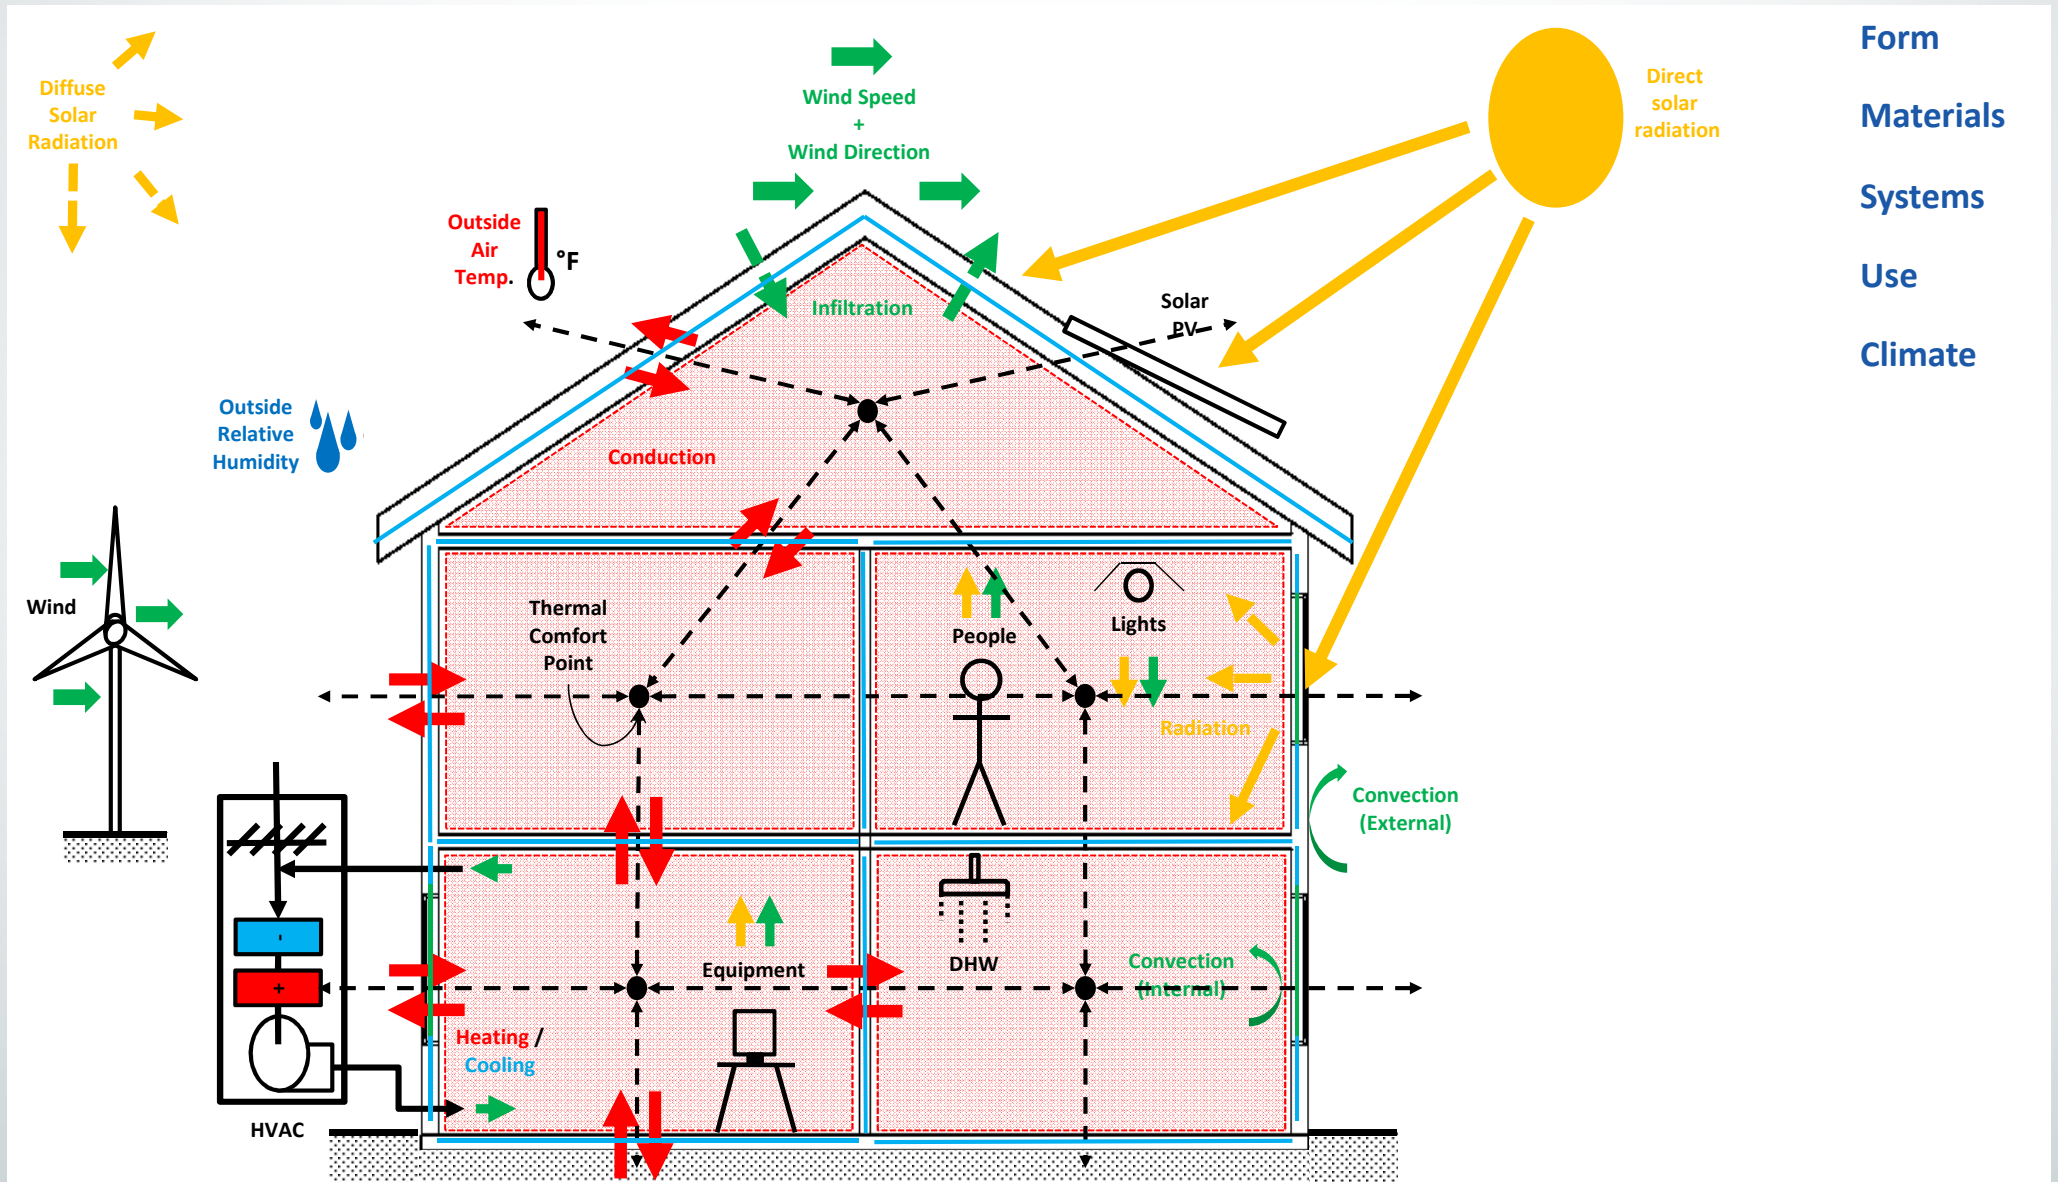 Form
Materials
Systems
Use
Climate
Diffuse
Solar
Radiation
Wind Speed
+
Wind Direction
Direct
solar
radiation
Outside
Air
Temp.
°F
Infiltration
Solar
PV
Outside
Relative
Humidity
Conduction
Wind
Thermal
Comfort
Point
People
Lights
Radiation
Convection
(External)
-
+
Equipment
DHW
Convection
(Internal)
Heating /
Cooling
HVAC